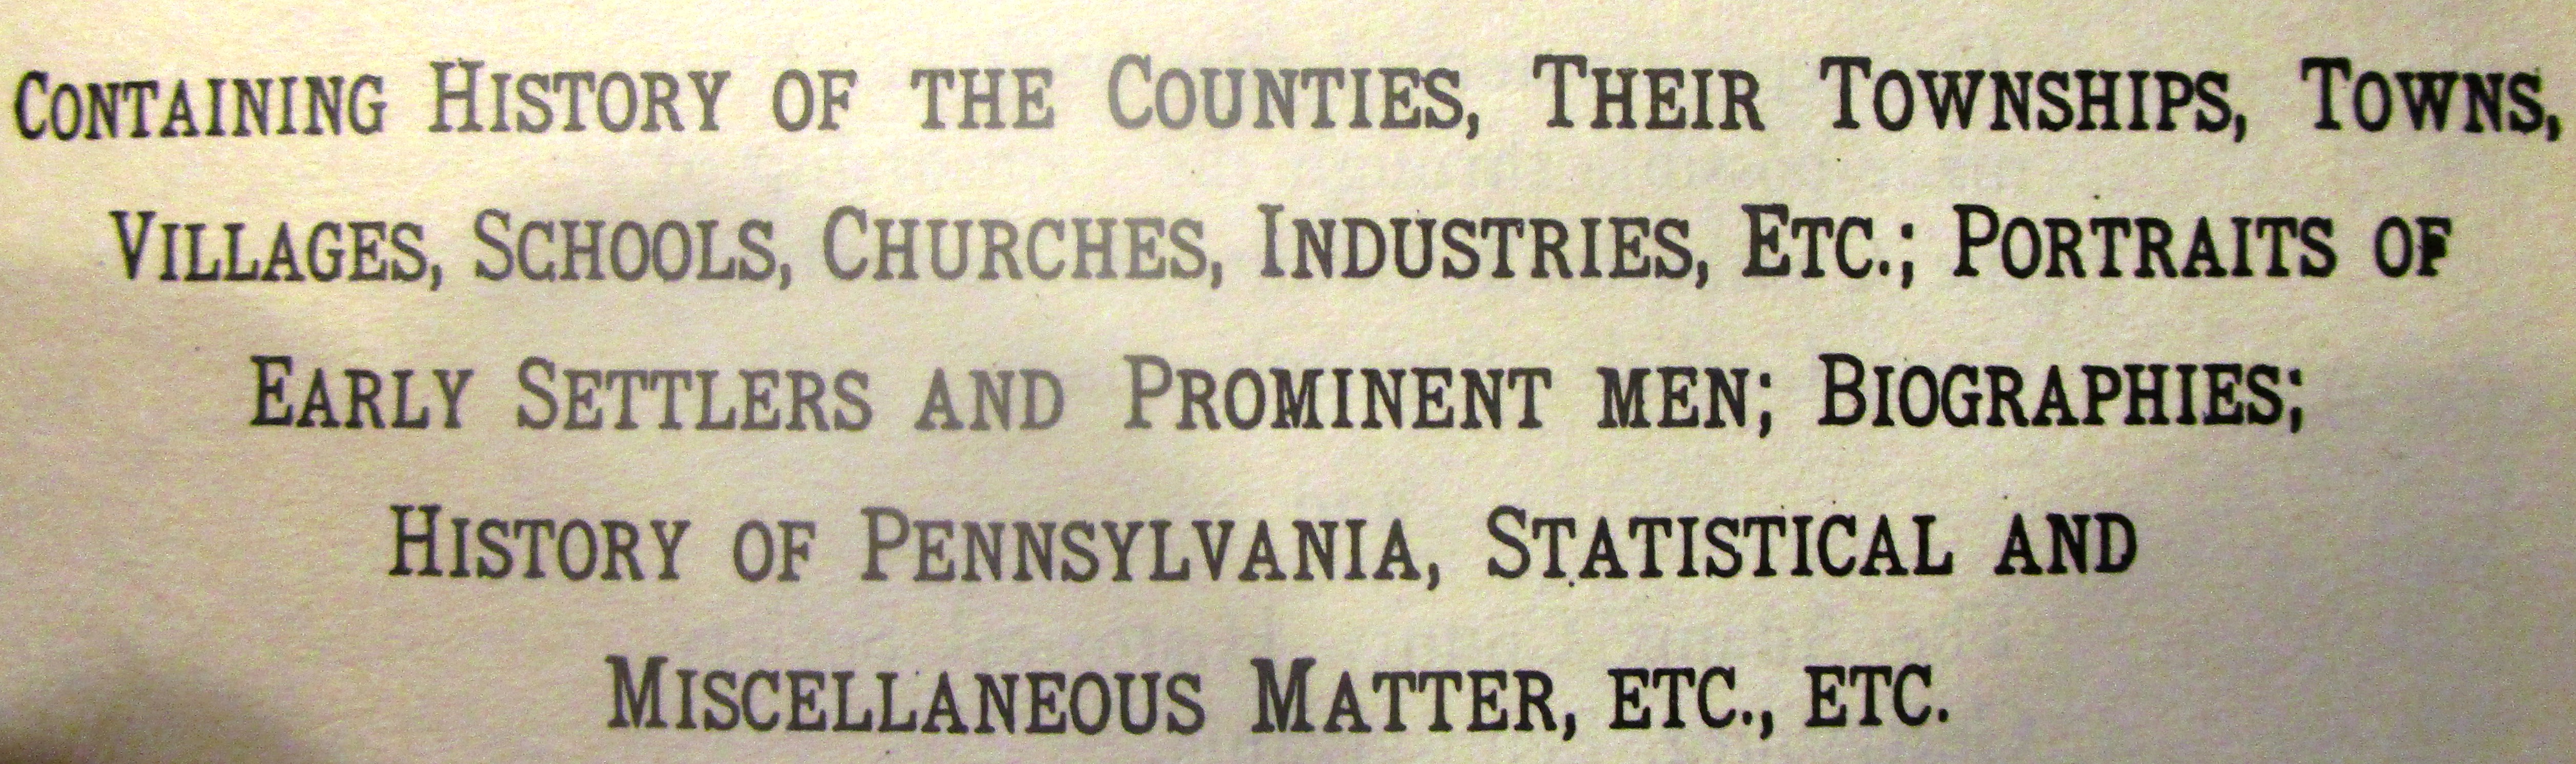 Containing History of the Counties, Their Townships, Towns,
Villages, Schools, Churches, Industries, Etc.; Portraits of
Early Settlers and Prominent men; Biographies;
History of Pennsylvania, Statistical and
Miscellaneous Matter, etc., etc.